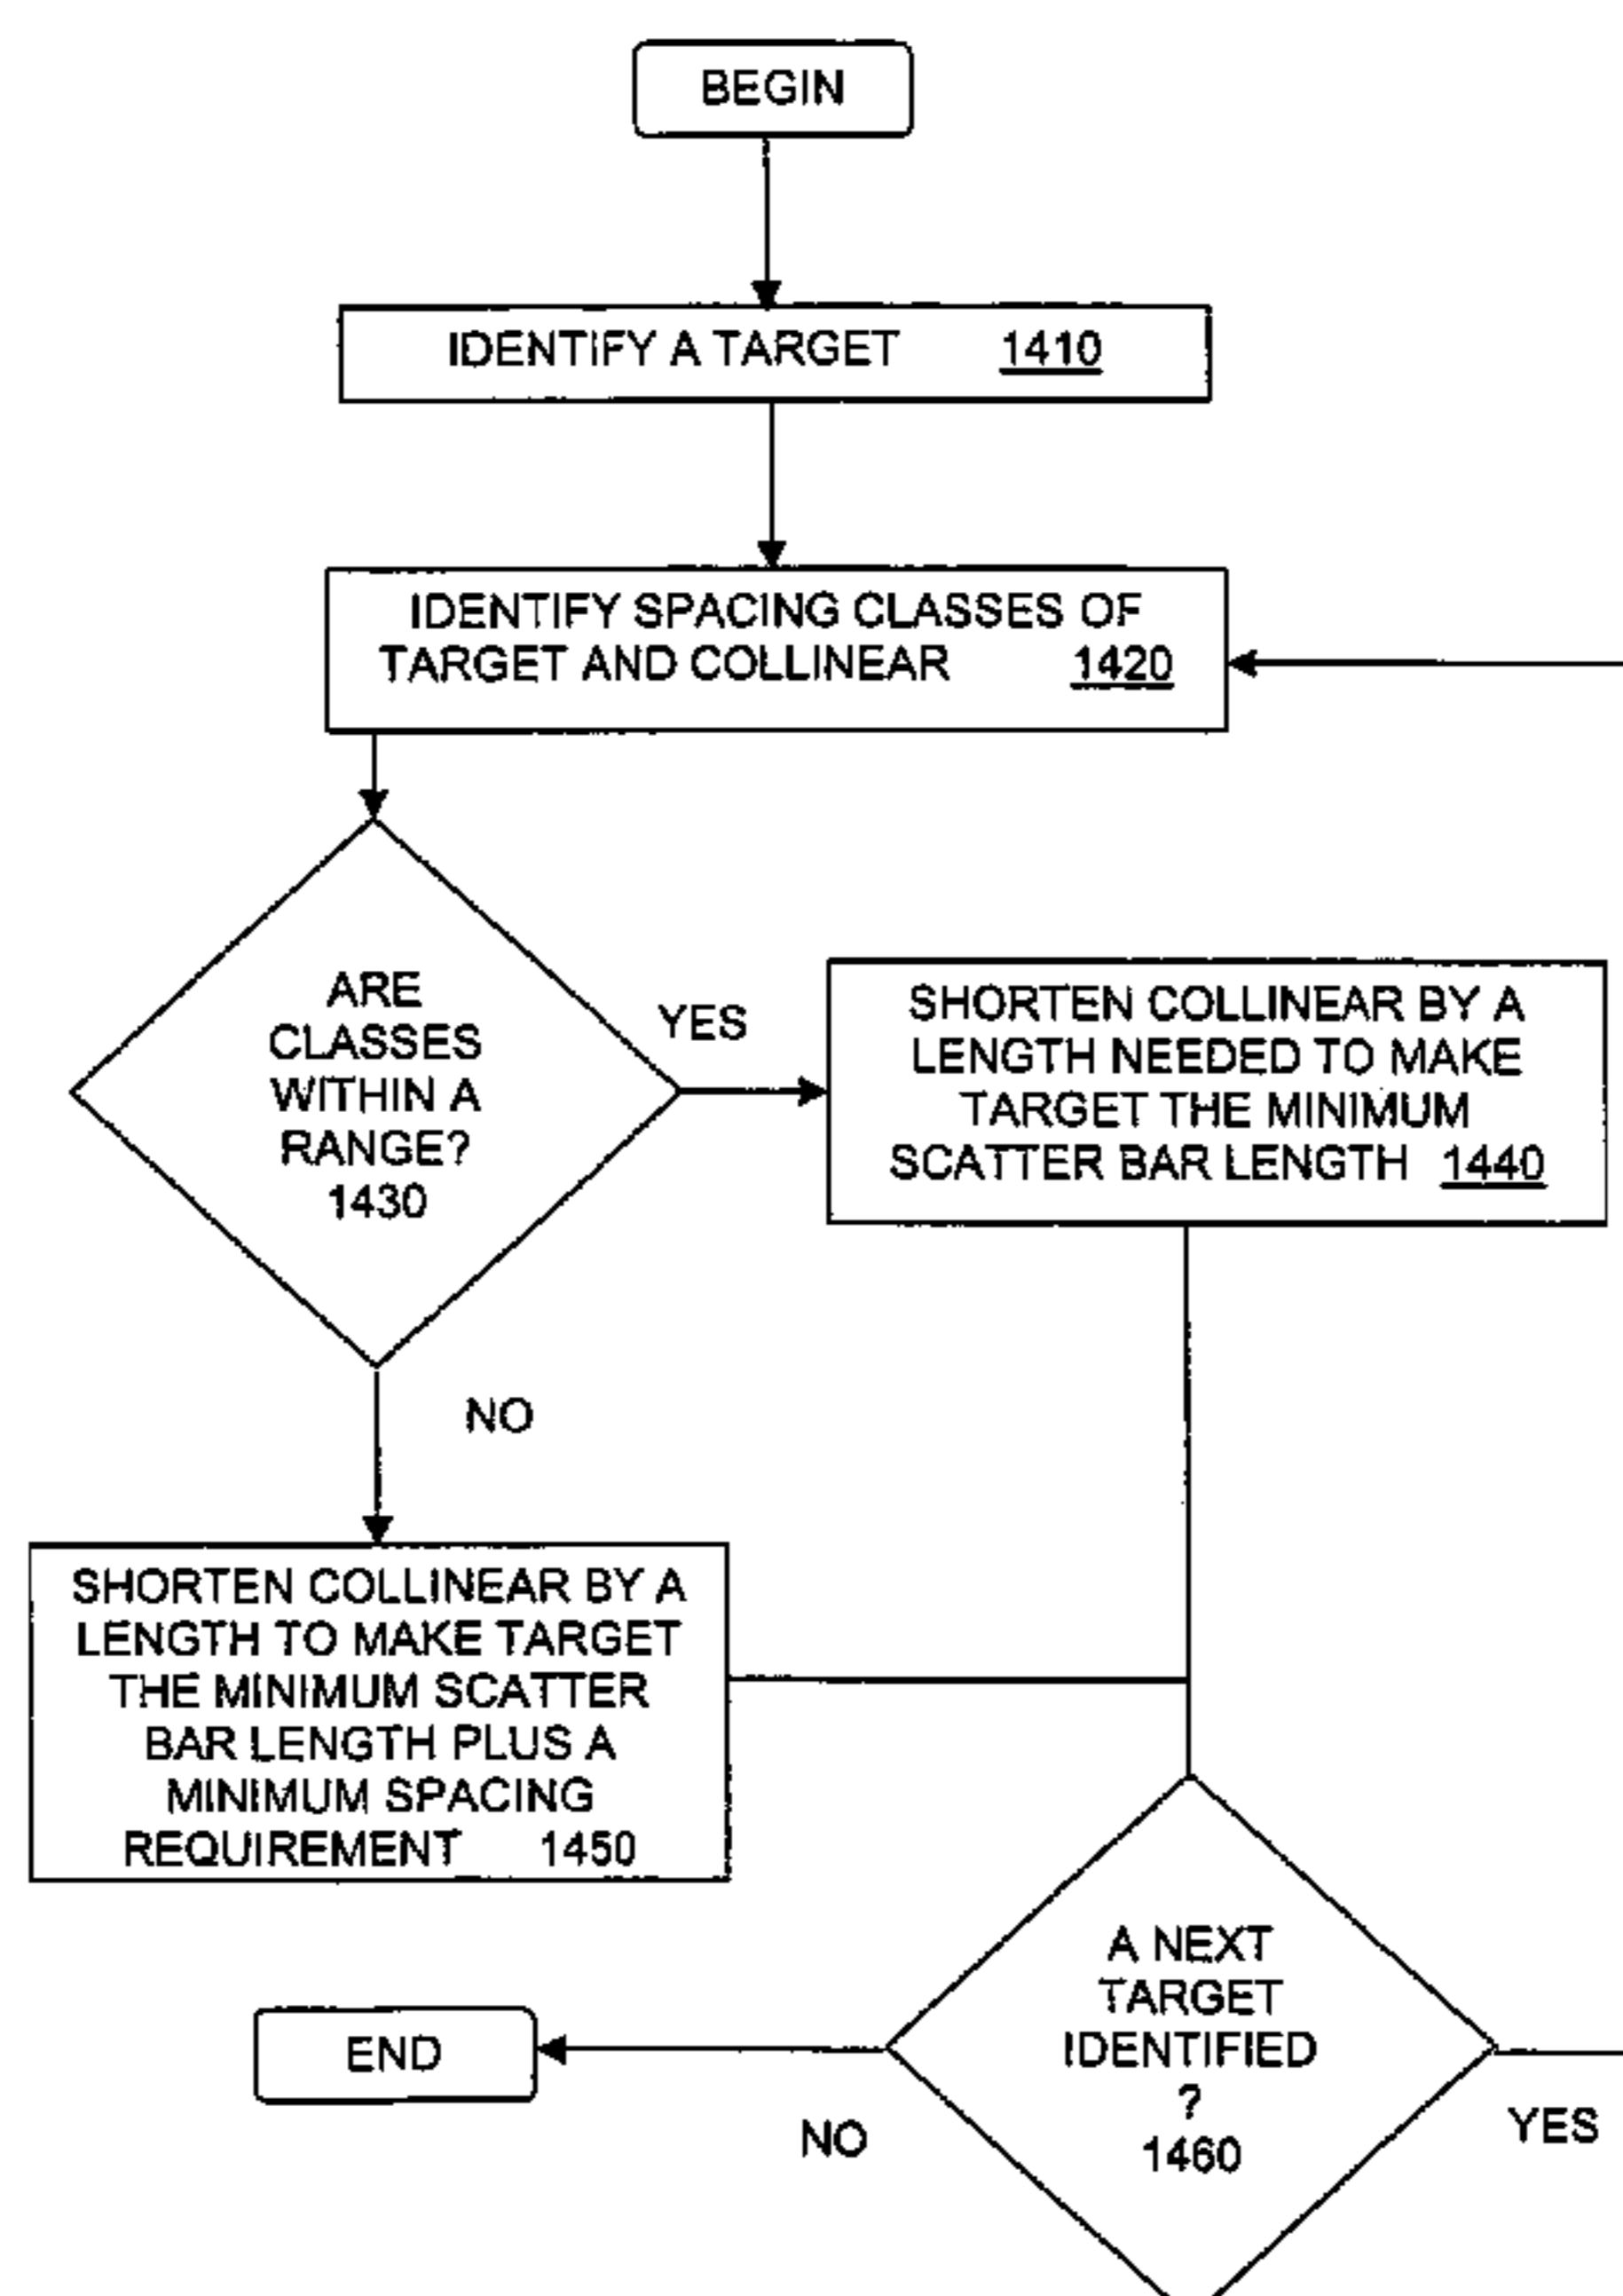 BEGIN
IDENTIFY A TARGET 1410
IDENTIFY SPACING CLASSES OF
TARGET AND COLLINEAR 1420
ARE
CLASSES
WITHIN A
RANGE?
1430
YES
SHORTEN COLLINEAR BY A
LENGTH NEEDED TO MAKE
TARGET THE MINIMUM
SCATTER BAR LENGTH 1440
NO
SHORTEN COLLINEAR BY A
LENGTH TO MAKE TARGET
THE MINIMUM SCATTER
BAR LENGTH PLUS A
MINIMUM SPACING
REQUIREMENT 1450
A NEXT
TARGET
IDENTIFIED
?
1460
END
NO
YES